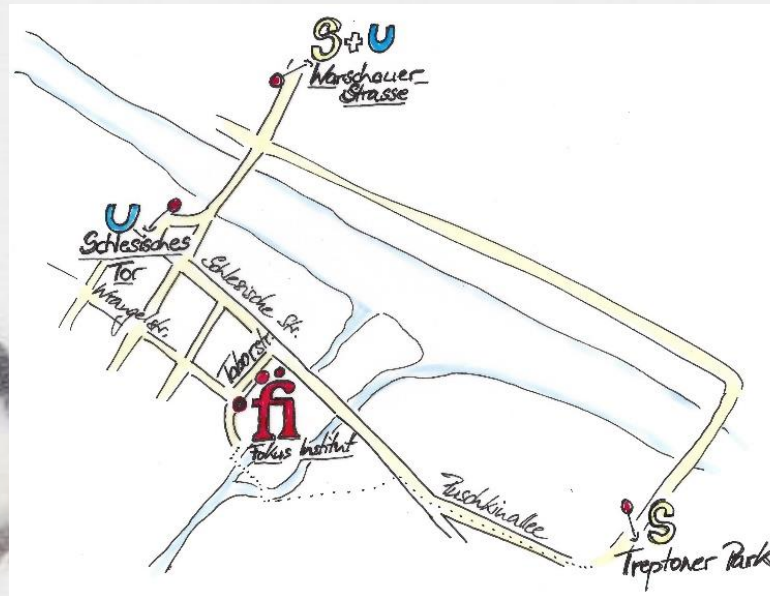 S+U
Warschauer
Strasse
U
Schlesisches
Tor
Schlesische Str.
Wrangelstr.
Taborstr.
fi
Fokus Institut
Puschkinallee
S
Treptower Park